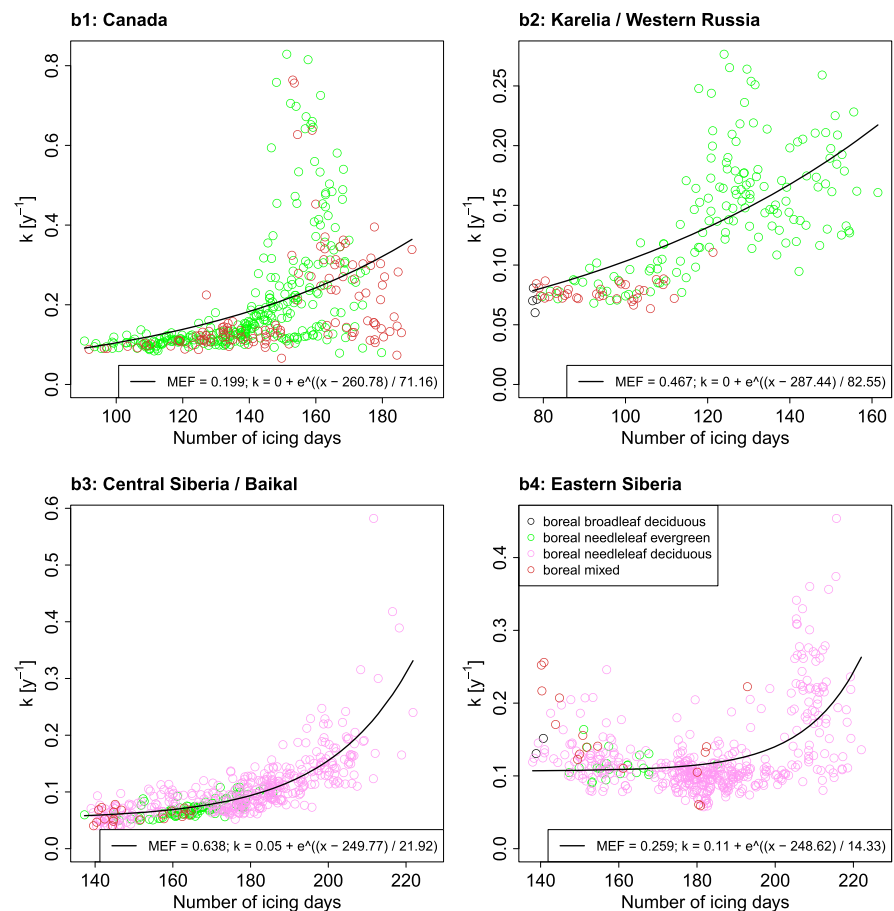 b1: Canada
k [y⁻¹]
0.0 0.2 0.4 0.6 0.8
MEF = 0.199; k = 0 + e^((x − 260.78) / 71.16)
100 120 140 160 180
Number of icing days
b2: Karelia / Western Russia
k [y⁻¹]
0.00 0.05 0.10 0.15 0.20 0.25
MEF = 0.467; k = 0 + e^((x − 287.44) / 82.55)
80 100 120 140 160
Number of icing days
b3: Central Siberia / Baikal
k [y⁻¹]
0.0 0.1 0.2 0.3 0.4 0.5 0.6
MEF = 0.638; k = 0.05 + e^((x − 249.77) / 21.92)
140 160 180 200 220
Number of icing days
b4: Eastern Siberia
boreal broadleaf deciduous
boreal needleleaf evergreen
boreal needleleaf deciduous
boreal mixed
k [y⁻¹]
0.0 0.1 0.2 0.3 0.4
MEF = 0.259; k = 0.11 + e^((x − 248.62) / 14.33)
140 160 180 200 220
Number of icing days